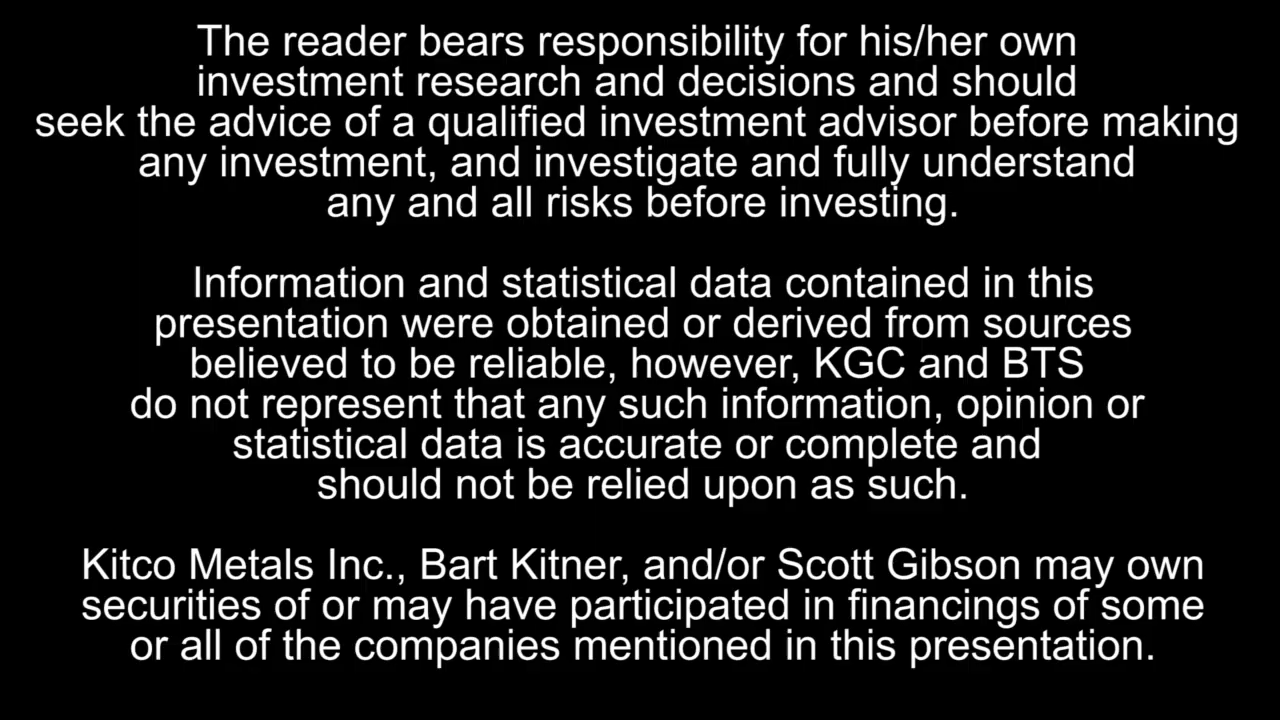 The reader bears responsibility for his/her own
investment research and decisions and should
seek the advice of a qualified investment advisor before making
any investment, and investigate and fully understand
any and all risks before investing.
Information and statistical data contained in this
presentation were obtained or derived from sources
believed to be reliable, however, KGC and BTS
do not represent that any such information, opinion or
statistical data is accurate or complete and
should not be relied upon as such.
Kitco Metals Inc., Bart Kitner, and/or Scott Gibson may own
securities of or may have participated in financings of some
or all of the companies mentioned in this presentation.